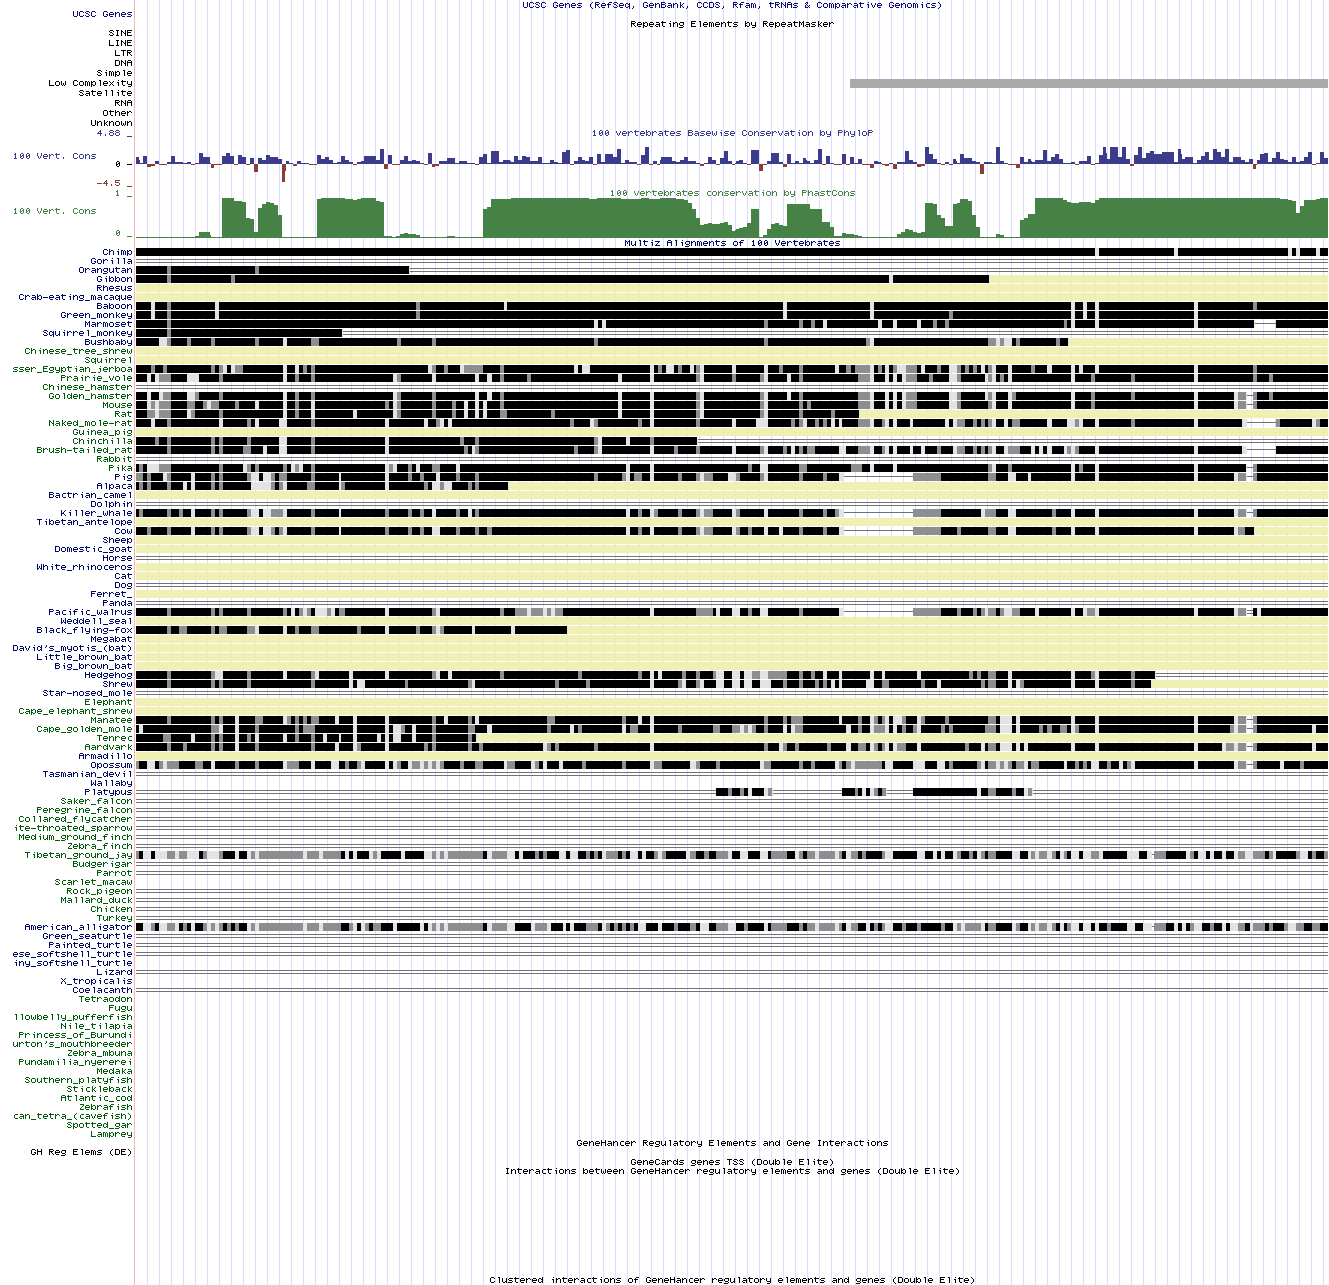 UCSC Genes (RefSeq, GenBank, CCDS, Rfam, tRNAs & Comparative Genomics)
UCSC Genes
Repeating Elements by RepeatMasker
SINE
LINE
LTR
DNA
Simple
Low Complexity
Satellite
RNA
Other
Unknown
4.88 _
100 vertebrates Basewise Conservation by PhyloP
100 Vert. Cons
0 _
-4.5 _
100 vertebrates conservation by PhastCons
1 _
100 Vert. Cons
0 _
Multiz Alignments of 100 Vertebrates
Chimp
Gorilla
Orangutan
Gibbon
Rhesus
Crab-eating_macaque
Baboon
Green_monkey
Marmoset
Squirrel_monkey
Bushbaby
Chinese_tree_shrew
Squirrel
sser_Egyptian_jerboa
Prairie_vole
Chinese_hamster
Golden_hamster
Mouse
Rat
Naked_mole-rat
Guinea_pig
Chinchilla
Brush-tailed_rat
Rabbit
Pika
Pig
Alpaca
Bactrian_camel
Dolphin
Killer_whale
Tibetan_antelope
Cow
Sheep
Domestic_goat
Horse
White_rhinoceros
Cat
Dog
Ferret_
Panda
Pacific_walrus
Weddell_seal
Black_flying-fox
Megabat
David's_myotis_(bat)
Little_brown_bat
Big_brown_bat
Hedgehog
Shrew
Star-nosed_mole
Elephant
Cape_elephant_shrew
Manatee
Cape_golden_mole
Tenrec
Aardvark
Armadillo
Opossum
Tasmanian_devil
Wallaby
Platypus
Saker_falcon
Peregrine_falcon
Collared_flycatcher
ite-throated_sparrow
Medium_ground_finch
Zebra_finch
Tibetan_ground_jay
Budgerigar
Parrot
Scarlet_macaw
Rock_pigeon
Mallard_duck
Chicken
Turkey
American_alligator
Green_seaturtle
Painted_turtle
ese_softshell_turtle
iny_softshell_turtle
Lizard
X_tropicalis
Coelacanth
Tetraodon
Fugu
llowbelly_pufferfish
Nile_tilapia
Princess_of_Burundi
urton's_mouthbreeder
Zebra_mbuna
Pundamilia_nyererei
Medaka
Southern_platyfish
Stickleback
Atlantic_cod
Zebrafish
can_tetra_(cavefish)
Spotted_gar
Lamprey
GeneHancer Regulatory Elements and Gene Interactions
GH Reg Elems (DE)
GeneCards genes TSS (Double Elite)
Interactions between GeneHancer regulatory elements and genes (Double Elite)
Clustered interactions of GeneHancer regulatory elements and genes (Double Elite)